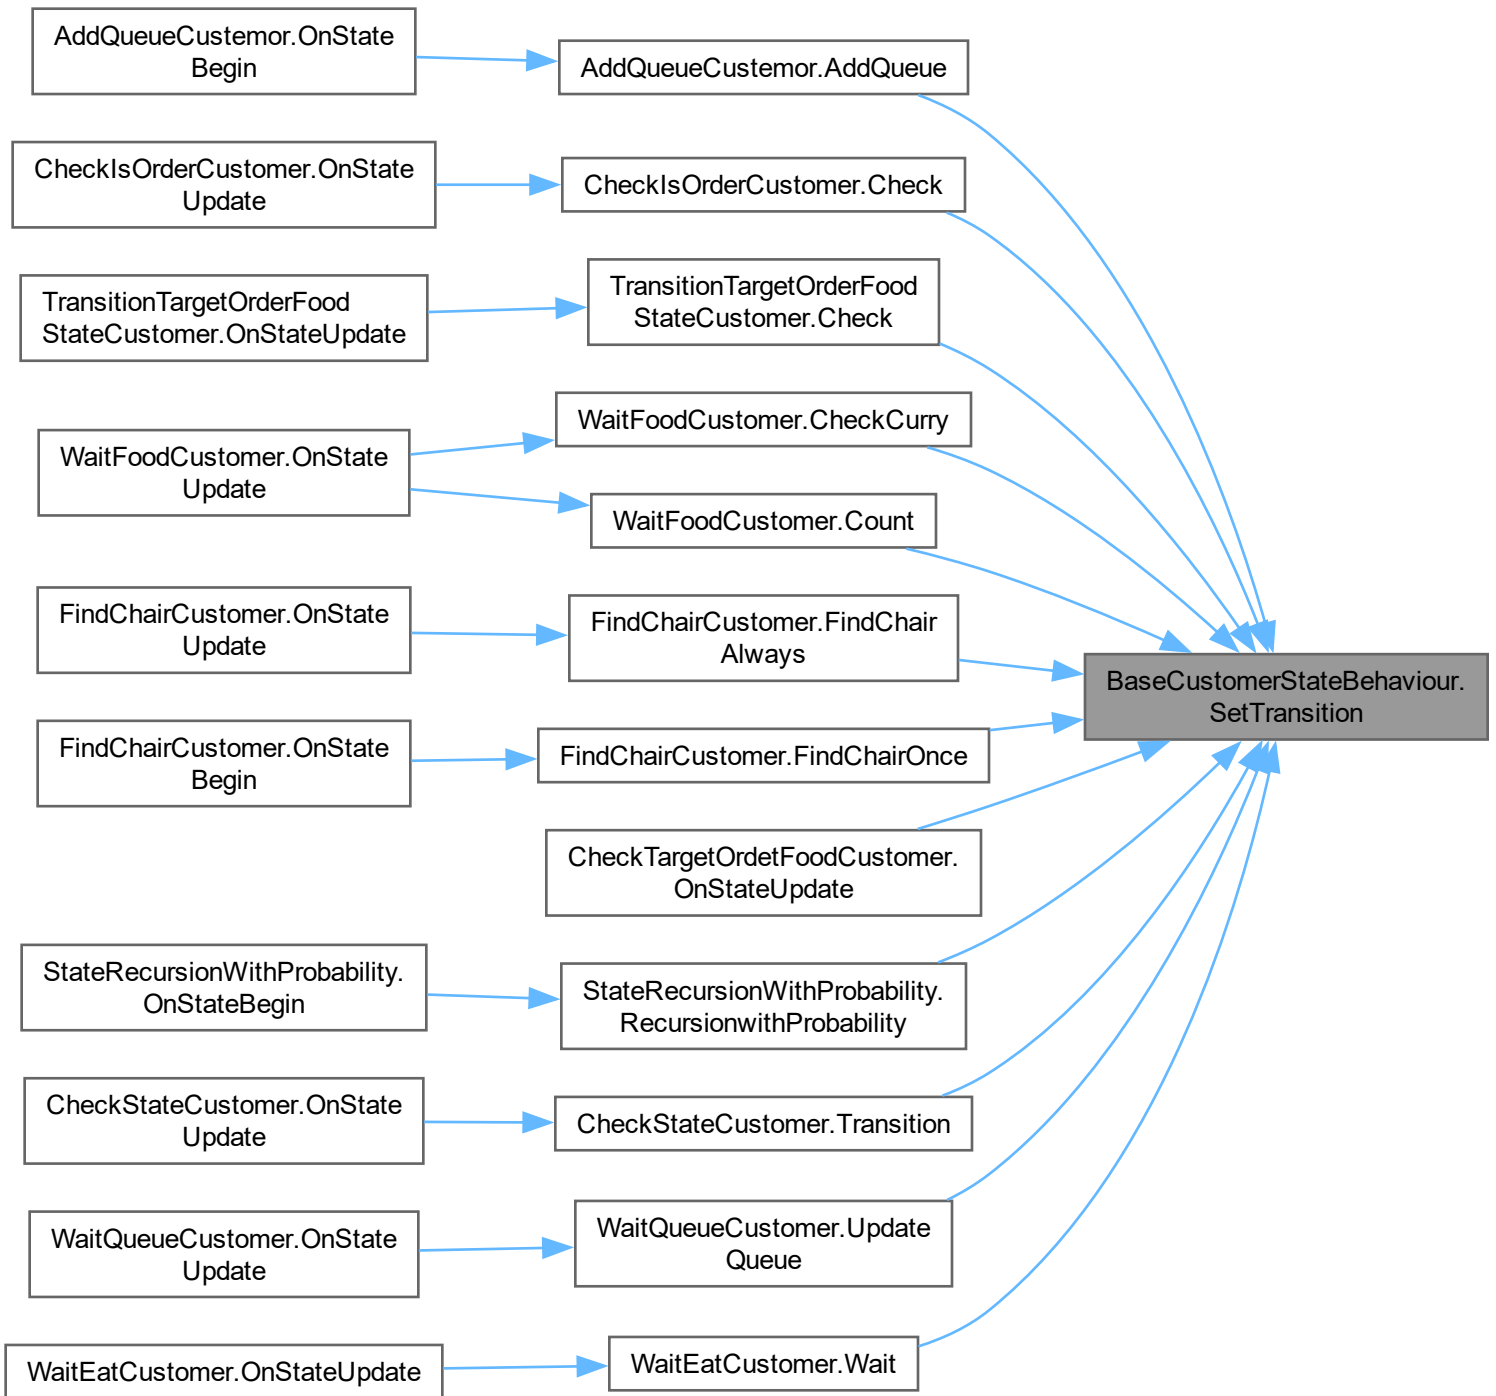 AddQueueCustemor.OnState
Begin
AddQueueCustemor.AddQueue
CheckIsOrderCustomer.OnState
Update
CheckIsOrderCustomer.Check
TransitionTargetOrderFood
StateCustomer.OnStateUpdate
TransitionTargetOrderFood
StateCustomer.Check
WaitFoodCustomer.OnState
Update
WaitFoodCustomer.CheckCurry
WaitFoodCustomer.Count
FindChairCustomer.OnState
Update
FindChairCustomer.FindChair
Always
BaseCustomerStateBehaviour.
SetTransition
FindChairCustomer.OnState
Begin
FindChairCustomer.FindChairOnce
CheckTargetOrdetFoodCustomer.
OnStateUpdate
StateRecursionWithProbability.
OnStateBegin
StateRecursionWithProbability.
RecursionwithProbability
CheckStateCustomer.OnState
Update
CheckStateCustomer.Transition
WaitQueueCustomer.OnState
Update
WaitQueueCustomer.Update
Queue
WaitEatCustomer.OnStateUpdate
WaitEatCustomer.Wait